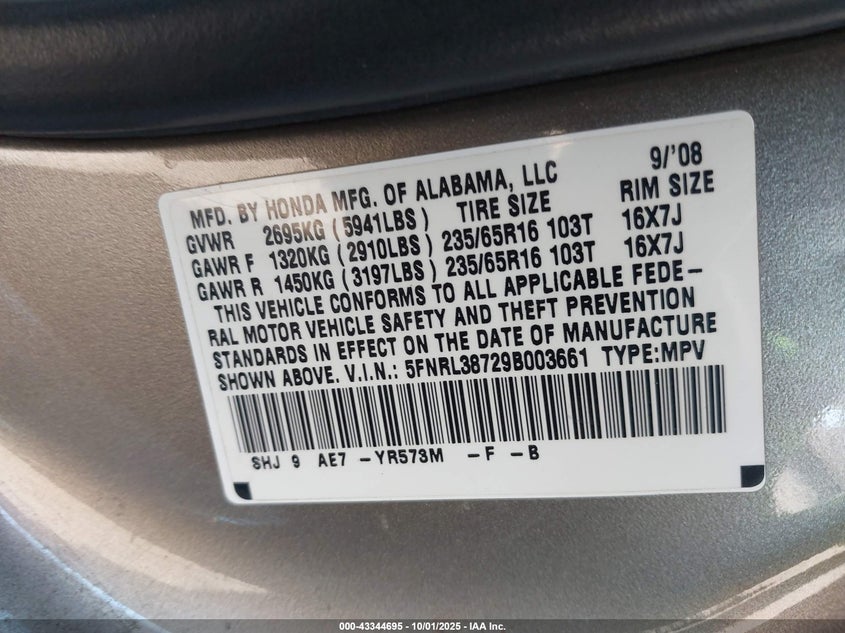 MFD. BY HONDA MFG. OF ALABAMA, LLC 9/'08
GVWR 2695KG (5941LBS) TIRE SIZE RIM SIZE
GAWR F 1320KG (2910LBS) 235/65R16 103T 16X7J
GAWR R 1450KG (3197LBS) 235/65R16 103T 16X7J
THIS VEHICLE CONFORMS TO ALL APPLICABLE FEDE-
RAL MOTOR VEHICLE SAFETY AND THEFT PREVENTION
STANDARDS IN EFFECT ON THE DATE OF MANUFACTURE
SHOWN ABOVE. V.I.N.: 5FNRL38729B003661 TYPE:MPV
SHJ 9 AE7 -YR573M -F -B
000-43344695 | 10/01/2025 - IAA Inc.